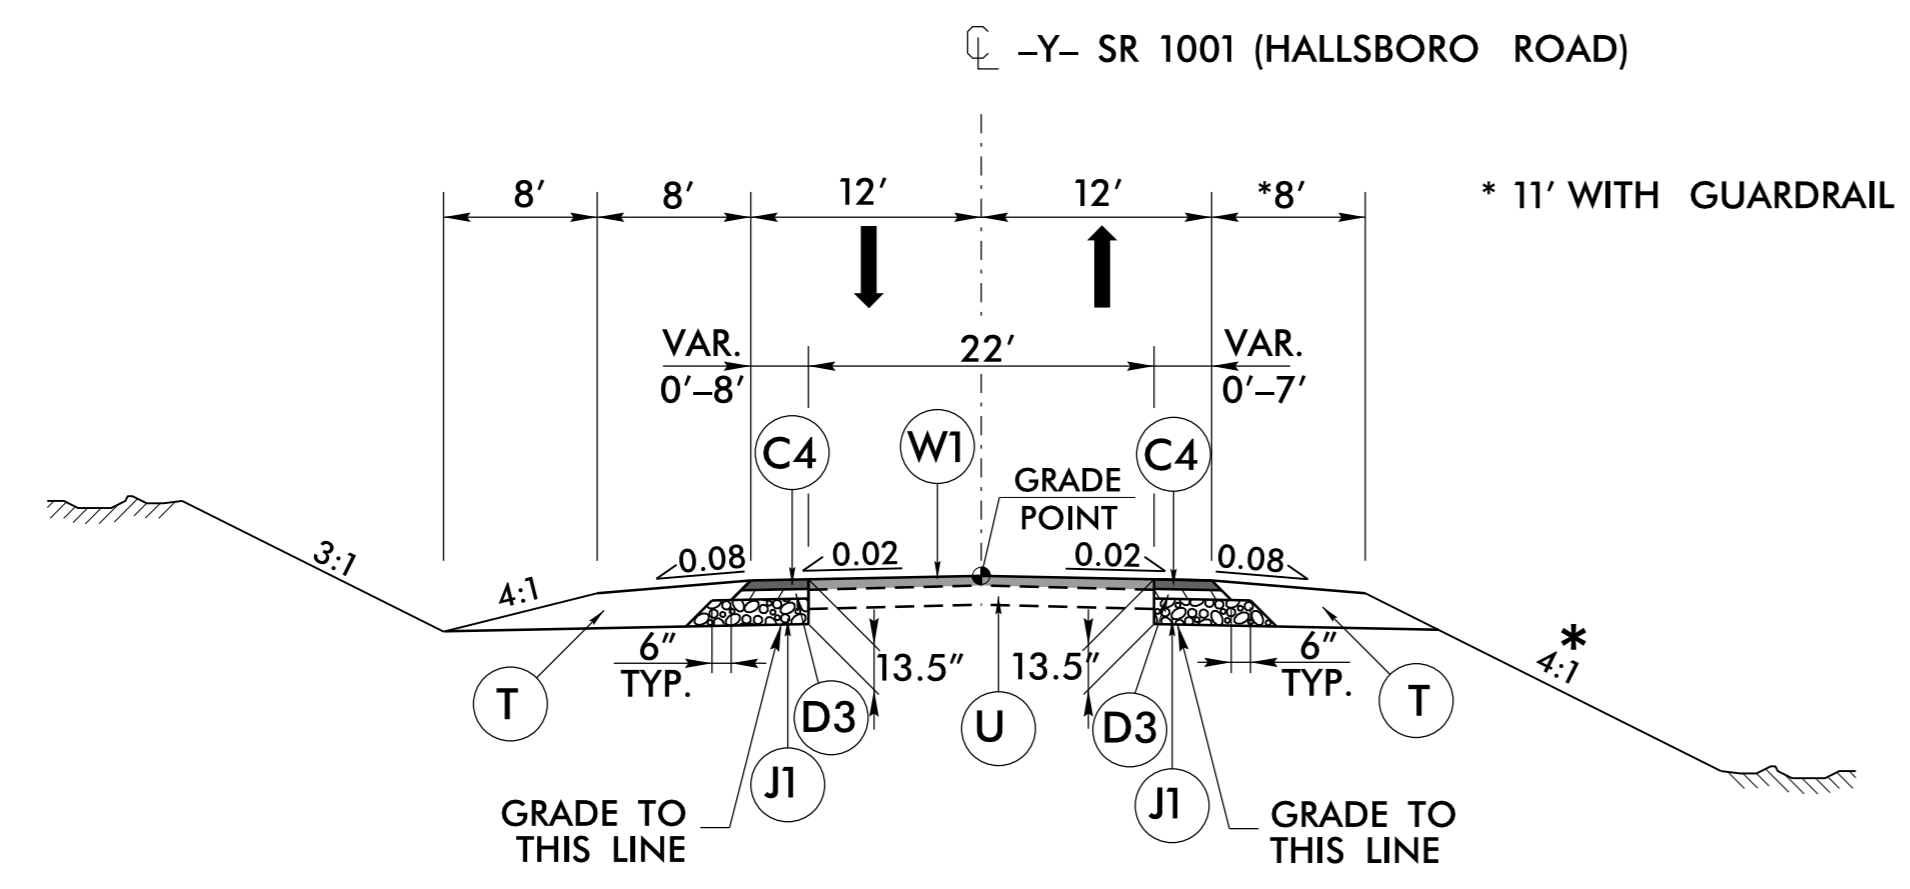 ℄ –Y– SR 1001 (HALLSBORO ROAD)
8' 8' 12' 12' *8' * 11' WITH GUARDRAIL
VAR. 22' VAR.
0'–8' 0'–7'
C4 W1 C4
GRADE
POINT
3:1 4:1 0.08 0.02 0.02 0.08
6" 13.5" 13.5" 6" *
TYP. TYP. 4:1
T D3 U D3 T
J1 J1
GRADE TO GRADE TO
THIS LINE THIS LINE